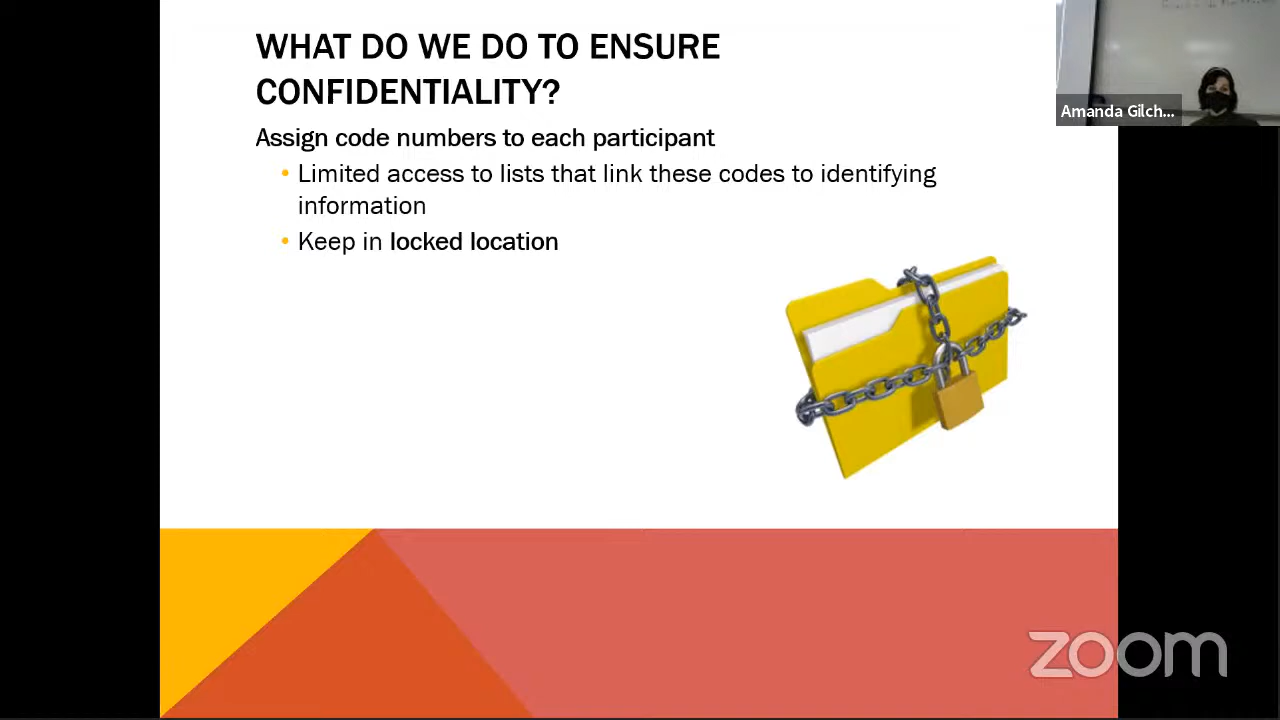 WHAT DO WE DO TO ENSURE
CONFIDENTIALITY?
Assign code numbers to each participant
• Limited access to lists that link these codes to identifying
information
• Keep in locked location
Amanda Gilch...
zoom